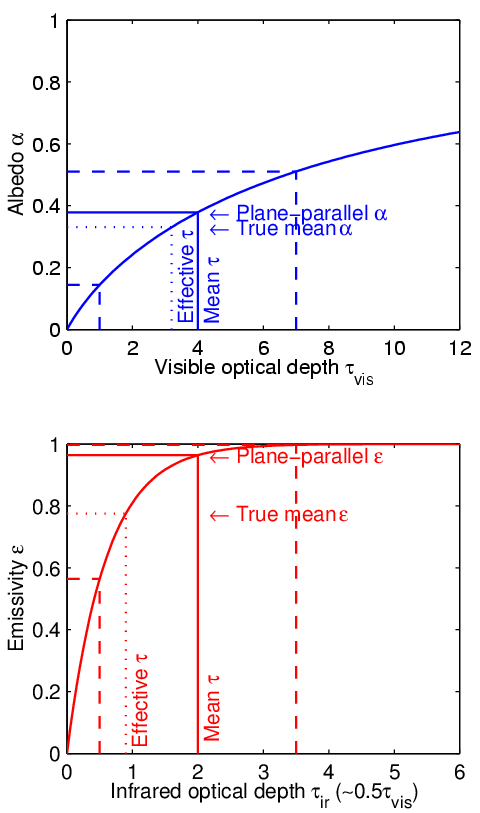 1
0.8
0.6
0.4
0.2
0
Albedo α
← Plane−parallel α
← True mean α
Effective τ
Mean τ
0 2 4 6 8 10 12
Visible optical depth τvis
1
0.8
0.6
0.4
0.2
0
Emissivity ε
← Plane−parallel ε
← True mean ε
Effective τ
Mean τ
0 1 2 3 4 5 6
Infrared optical depth τir (~0.5τvis)